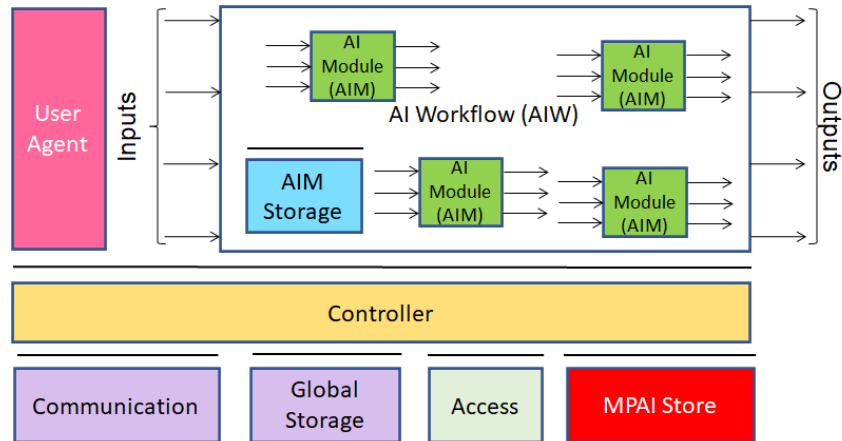 User
Agent
Inputs
AI
Module
(AIM)
AI
Module
(AIM)
AI Workflow (AIW)
AIM
Storage
AI
Module
(AIM)
AI
Module
(AIM)
Outputs
Controller
Communication
Global
Storage
Access
MPAI Store